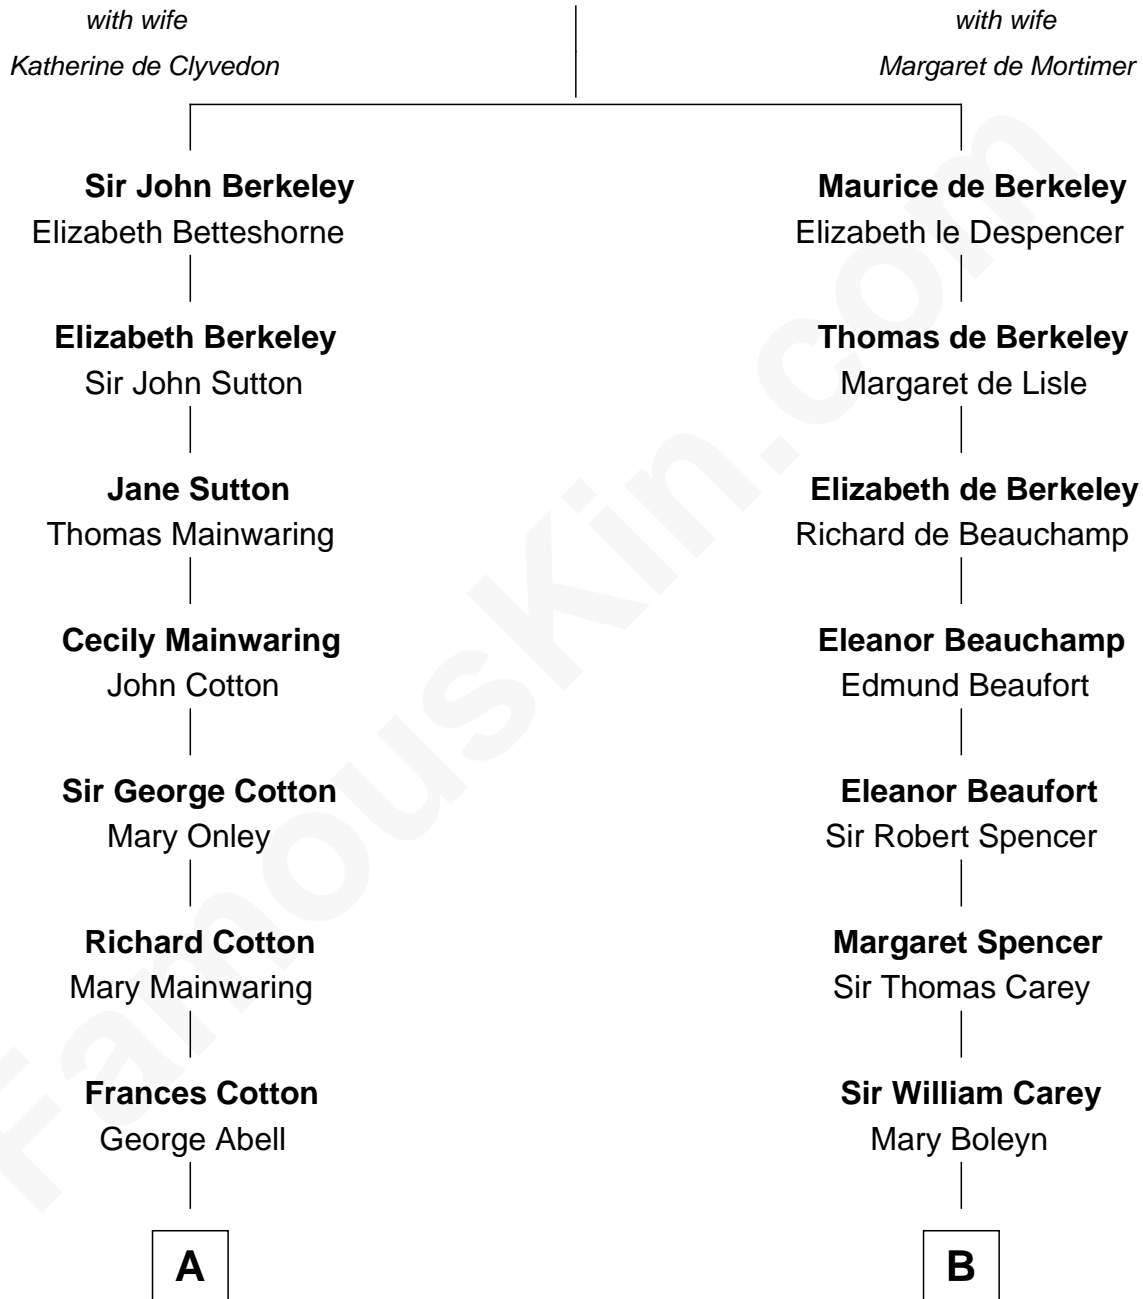 with wife
Katherine de Clyvedon
with wife
Margaret de Mortimer
Sir John Berkeley
Elizabeth Betteshorne
Maurice de Berkeley
Elizabeth le Despencer
Elizabeth Berkeley
Sir John Sutton
Thomas de Berkeley
Margaret de Lisle
Jane Sutton
Thomas Mainwaring
Elizabeth de Berkeley
Richard de Beauchamp
Cecily Mainwaring
John Cotton
Eleanor Beauchamp
Edmund Beaufort
Sir George Cotton
Mary Onley
Eleanor Beaufort
Sir Robert Spencer
Richard Cotton
Mary Mainwaring
Margaret Spencer
Sir Thomas Carey
Frances Cotton
George Abell
Sir William Carey
Mary Boleyn
A
B
FamousKin.com